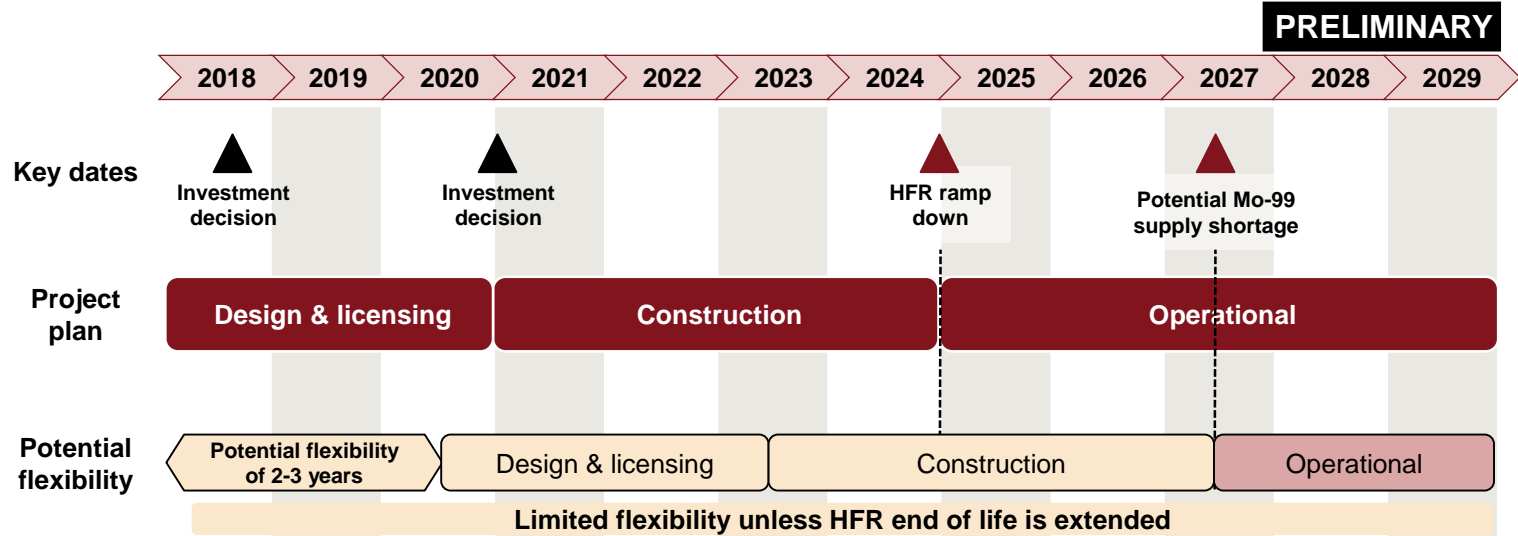 PRELIMINARY
2018 2019 2020 2021 2022 2023 2024 2025 2026 2027 2028 2029
Key dates
Investment
decision
Investment
decision
HFR ramp
down
Potential Mo-99
supply shortage
Project
plan
Design & licensing
Construction
Operational
Potential
flexibility
Potential flexibility
of 2-3 years
Design & licensing
Construction
Operational
Limited flexibility unless HFR end of life is extended